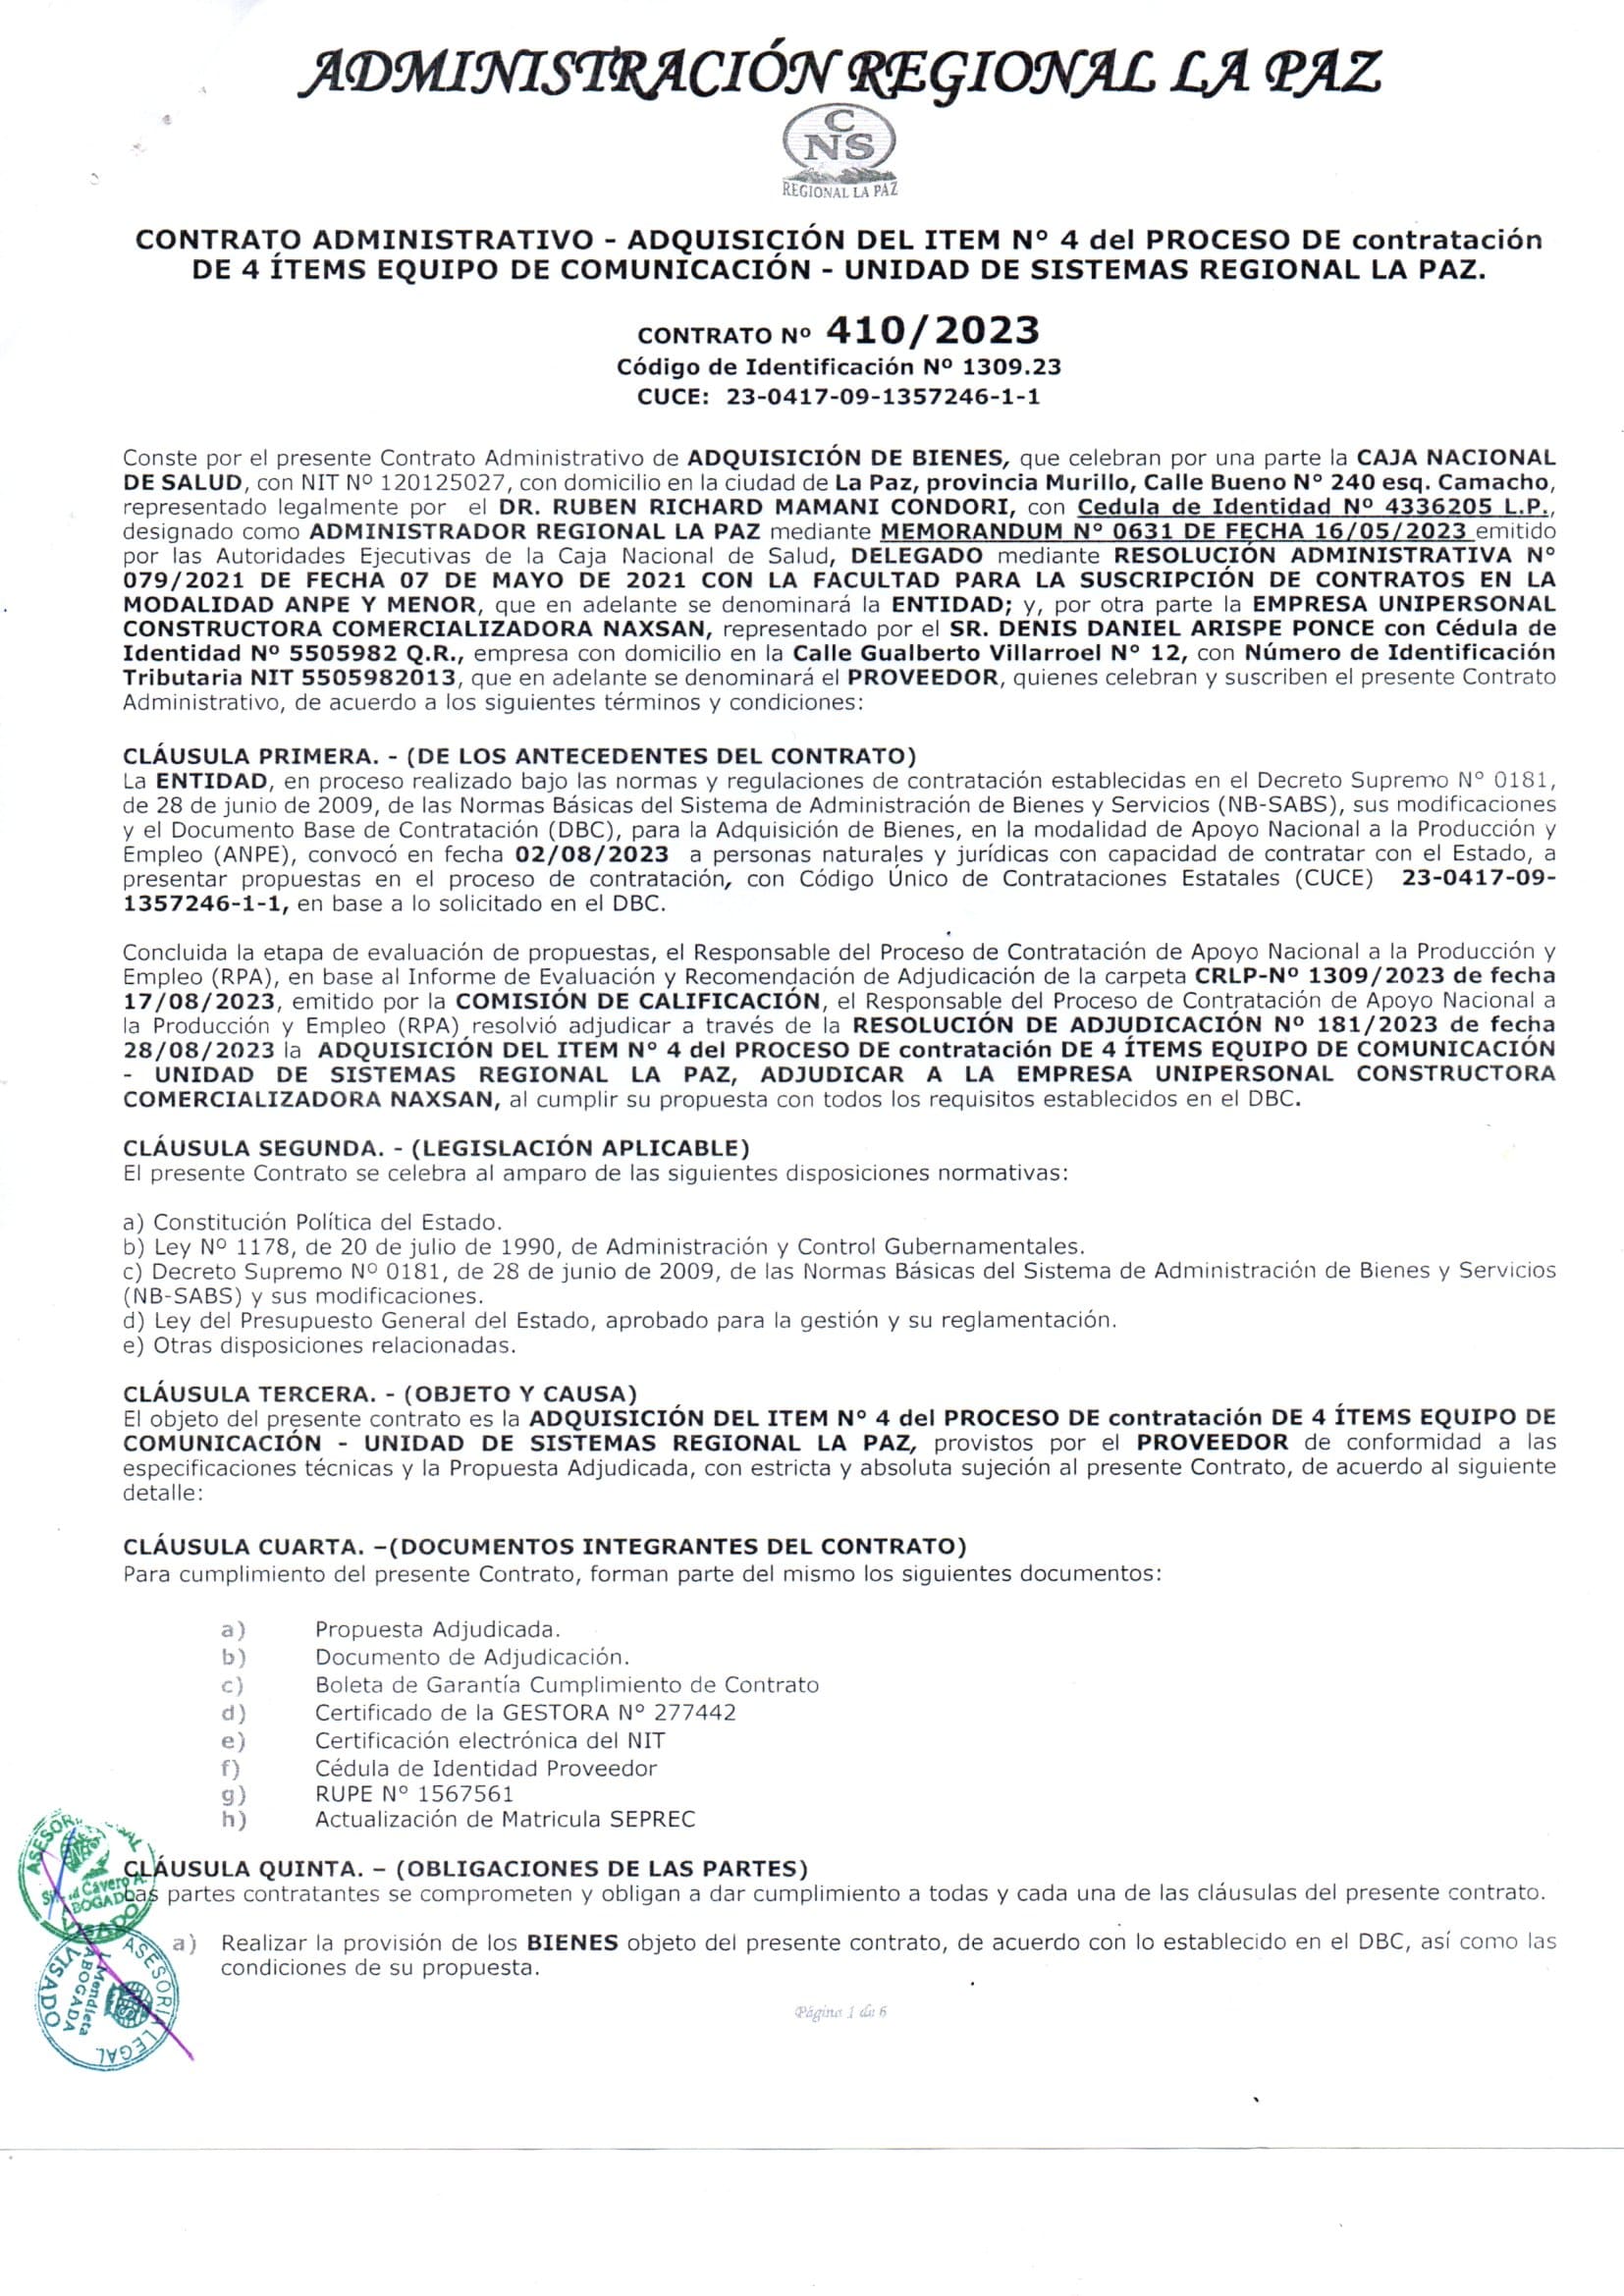 ADMINISTRACIÓN REGIONAL LA PAZ
C
NS
REGIONAL LA PAZ
CONTRATO ADMINISTRATIVO - ADQUISICIÓN DEL ITEM N° 4 del PROCESO DE contratación
DE 4 ÍTEMS EQUIPO DE COMUNICACIÓN - UNIDAD DE SISTEMAS REGIONAL LA PAZ.
CONTRATO Nº 410/2023
Código de Identificación Nº 1309.23
CUCE: 23-0417-09-1357246-1-1
Conste por el presente Contrato Administrativo de ADQUISICIÓN DE BIENES, que celebran por una parte la CAJA NACIONAL
DE SALUD, con NIT Nº 120125027, con domicilio en la ciudad de La Paz, provincia Murillo, Calle Bueno N° 240 esq. Camacho,
representado legalmente por el DR. RUBEN RICHARD MAMANI CONDORI, con Cedula de Identidad Nº 4336205 L.P.,
designado como ADMINISTRADOR REGIONAL LA PAZ mediante MEMORANDUM N° 0631 DE FECHA 16/05/2023 emitido
por las Autoridades Ejecutivas de la Caja Nacional de Salud, DELEGADO mediante RESOLUCIÓN ADMINISTRATIVA N°
079/2021 DE FECHA 07 DE MAYO DE 2021 CON LA FACULTAD PARA LA SUSCRIPCIÓN DE CONTRATOS EN LA
MODALIDAD ANPE Y MENOR, que en adelante se denominará la ENTIDAD; y, por otra parte la EMPRESA UNIPERSONAL
CONSTRUCTORA COMERCIALIZADORA NAXSAN, representado por el SR. DENIS DANIEL ARISPE PONCE con Cédula de
Identidad Nº 5505982 Q.R., empresa con domicilio en la Calle Gualberto Villarroel N° 12, con Número de Identificación
Tributaria NIT 5505982013, que en adelante se denominará el PROVEEDOR, quienes celebran y suscriben el presente Contrato
Administrativo, de acuerdo a los siguientes términos y condiciones:
CLÁUSULA PRIMERA. - (DE LOS ANTECEDENTES DEL CONTRATO)
La ENTIDAD, en proceso realizado bajo las normas y regulaciones de contratación establecidas en el Decreto Supremo N° 0181,
de 28 de junio de 2009, de las Normas Básicas del Sistema de Administración de Bienes y Servicios (NB-SABS), sus modificaciones
y el Documento Base de Contratación (DBC), para la Adquisición de Bienes, en la modalidad de Apoyo Nacional a la Producción y
Empleo (ANPE), convocó en fecha 02/08/2023 a personas naturales y jurídicas con capacidad de contratar con el Estado, a
presentar propuestas en el proceso de contratación, con Código Único de Contrataciones Estatales (CUCE) 23-0417-09-
1357246-1-1, en base a lo solicitado en el DBC.
Concluida la etapa de evaluación de propuestas, el Responsable del Proceso de Contratación de Apoyo Nacional a la Producción y
Empleo (RPA), en base al Informe de Evaluación y Recomendación de Adjudicación de la carpeta CRLP-Nº 1309/2023 de fecha
17/08/2023, emitido por la COMISIÓN DE CALIFICACIÓN, el Responsable del Proceso de Contratación de Apoyo Nacional a
la Producción y Empleo (RPA) resolvió adjudicar a través de la RESOLUCIÓN DE ADJUDICACIÓN Nº 181/2023 de fecha
28/08/2023 la ADQUISICIÓN DEL ITEM N° 4 del PROCESO DE contratación DE 4 ÍTEMS EQUIPO DE COMUNICACIÓN
- UNIDAD DE SISTEMAS REGIONAL LA PAZ, ADJUDICAR A LA EMPRESA UNIPERSONAL CONSTRUCTORA
COMERCIALIZADORA NAXSAN, al cumplir su propuesta con todos los requisitos establecidos en el DBC.
CLÁUSULA SEGUNDA. - (LEGISLACIÓN APLICABLE)
El presente Contrato se celebra al amparo de las siguientes disposiciones normativas:
a) Constitución Política del Estado.
b) Ley Nº 1178, de 20 de julio de 1990, de Administración y Control Gubernamentales.
c) Decreto Supremo Nº 0181, de 28 de junio de 2009, de las Normas Básicas del Sistema de Administración de Bienes y Servicios
(NB-SABS) y sus modificaciones.
d) Ley del Presupuesto General del Estado, aprobado para la gestión y su reglamentación.
e) Otras disposiciones relacionadas.
CLÁUSULA TERCERA. - (OBJETO Y CAUSA)
El objeto del presente contrato es la ADQUISICIÓN DEL ITEM N° 4 del PROCESO DE contratación DE 4 ÍTEMS EQUIPO DE
COMUNICACIÓN - UNIDAD DE SISTEMAS REGIONAL LA PAZ, provistos por el PROVEEDOR de conformidad a las
especificaciones técnicas y la Propuesta Adjudicada, con estricta y absoluta sujeción al presente Contrato, de acuerdo al siguiente
detalle:
CLÁUSULA CUARTA. –(DOCUMENTOS INTEGRANTES DEL CONTRATO)
Para cumplimiento del presente Contrato, forman parte del mismo los siguientes documentos:
a) Propuesta Adjudicada.
b) Documento de Adjudicación.
c) Boleta de Garantía Cumplimiento de Contrato
d) Certificado de la GESTORA N° 277442
e) Certificación electrónica del NIT
f) Cédula de Identidad Proveedor
g) RUPE N° 1567561
h) Actualización de Matricula SEPREC
CLÁUSULA QUINTA. – (OBLIGACIONES DE LAS PARTES)
Las partes contratantes se comprometen y obligan a dar cumplimiento a todas y cada una de las cláusulas del presente contrato.
a) Realizar la provisión de los BIENES objeto del presente contrato, de acuerdo con lo establecido en el DBC, así como las
condiciones de su propuesta.
Cavero A.
VISADO
ASESORIA LEGAL
Mendieta
ABOGADA
VISADO
Página 1 de 6